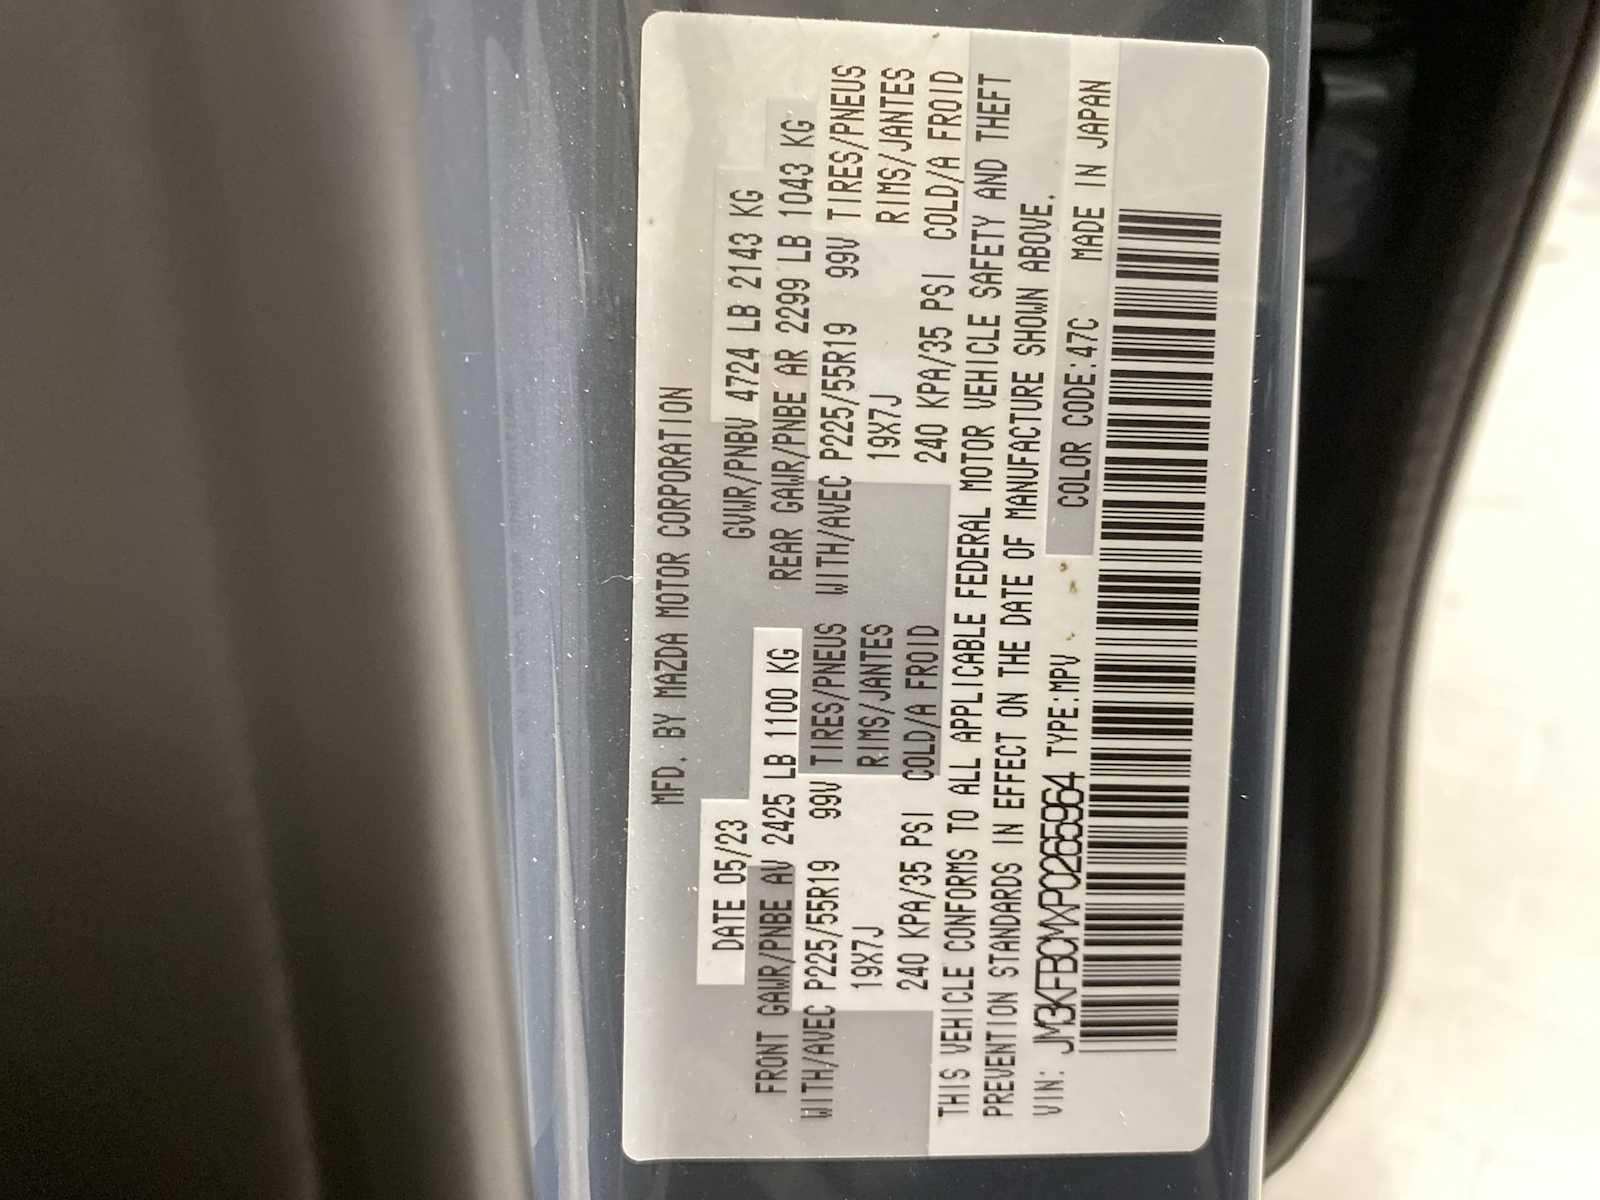 MFD. BY MAZDA MOTOR CORPORATION
DATE 05/23 GVWR/PNBV 4724 LB 2143 KG
FRONT GAWR/PNBE AV 2425 LB 1100 KG REAR GAWR/PNBE AR 2299 LB 1043 KG
WITH/AVEC P225/55R19 99V TIRES/PNEUS WITH/AVEC P225/55R19 99V TIRES/PNEUS
19X7J RIMS/JANTES 19X7J RIMS/JANTES
240 KPA/35 PSI COLD/A FROID 240 KPA/35 PSI COLD/A FROID
THIS VEHICLE CONFORMS TO ALL APPLICABLE FEDERAL MOTOR VEHICLE SAFETY AND THEFT
PREVENTION STANDARDS IN EFFECT ON THE DATE OF MANUFACTURE SHOWN ABOVE.
VIN: JM3KFBCMXP0265964 TYPE:MPV COLOR CODE:47C MADE IN JAPAN